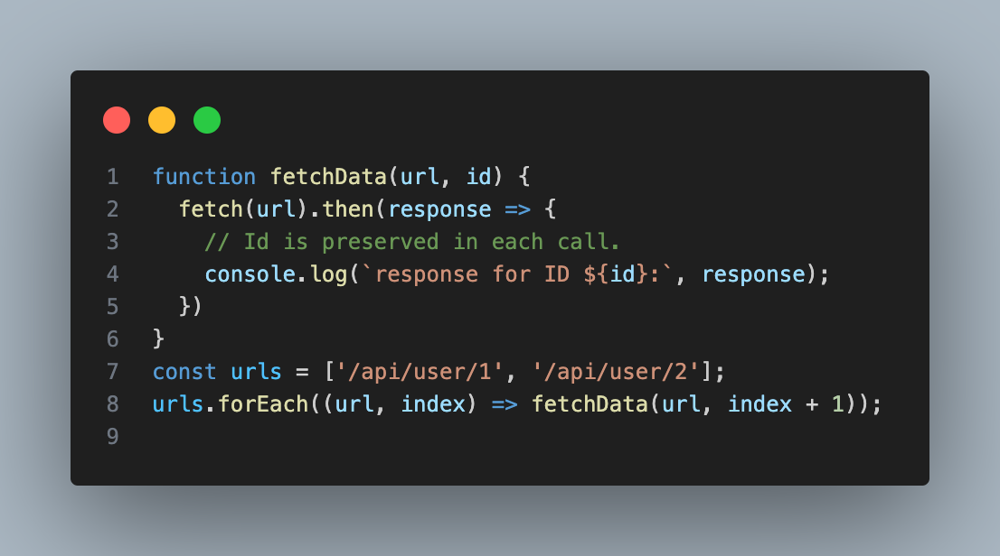 1 function fetchData(url, id) {
2   fetch(url).then(response => {
3     // Id is preserved in each call.
4     console.log(`response for ID ${id}:`, response);
5   })
6 }
7 const urls = ['/api/user/1', '/api/user/2'];
8 urls.forEach((url, index) => fetchData(url, index + 1));
9